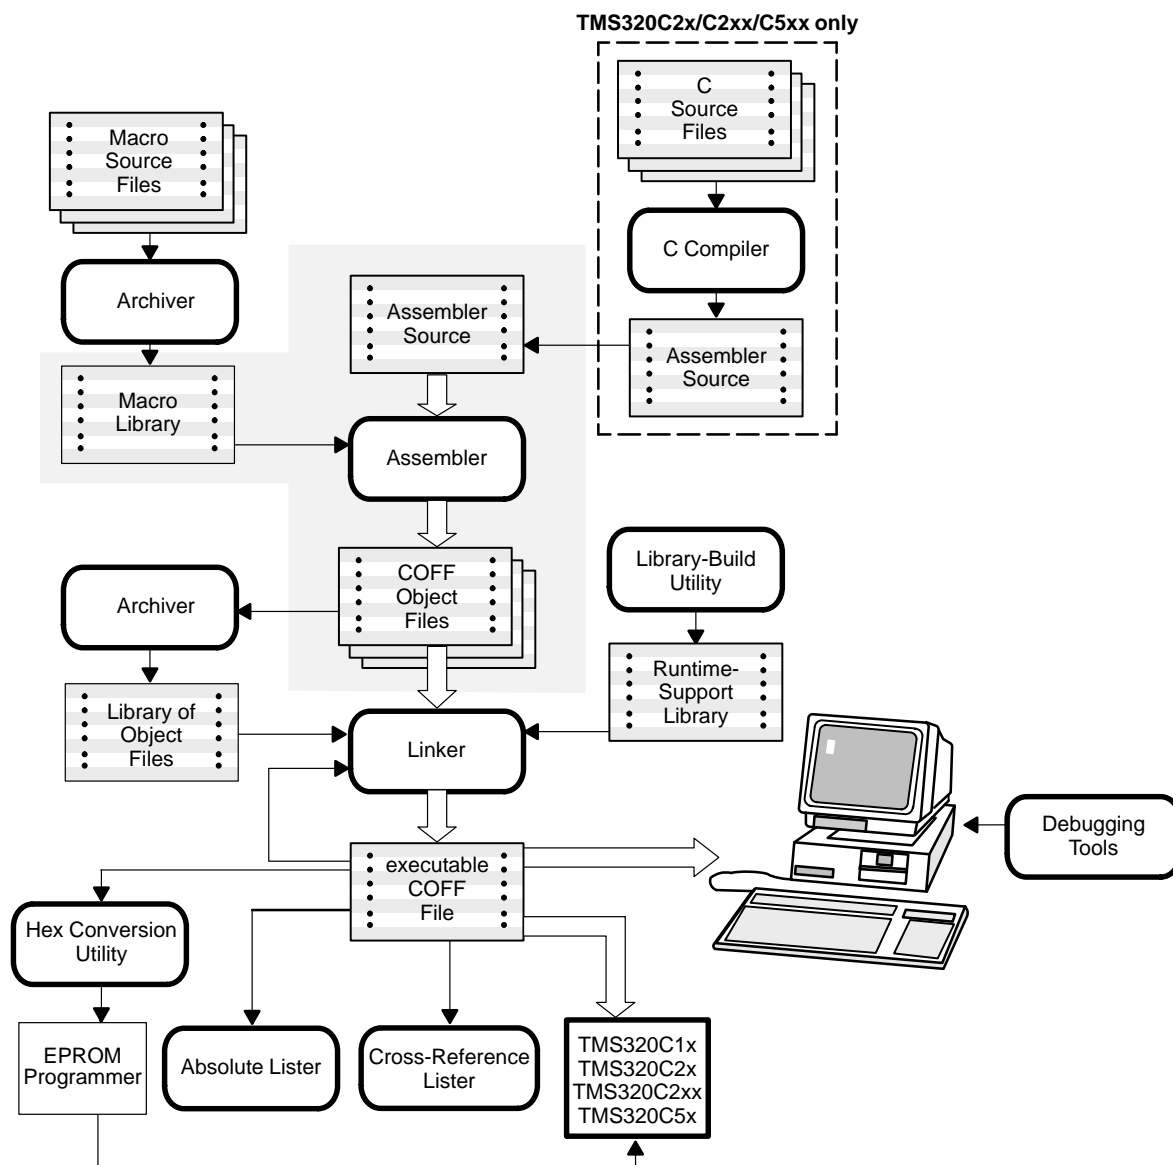 TMS320C2x/C2xx/C5xx only
C
Source
Files
Macro
Source
Files
C Compiler
Archiver
Assembler
Source
Assembler
Source
Macro
Library
Assembler
Library-Build
Utility
COFF
Object
Files
Archiver
Runtime-
Support
Library
Library of
Object
Files
Linker
Debugging
Tools
executable
COFF
File
Hex Conversion
Utility
EPROM
Programmer
Absolute Lister
Cross-Reference
Lister
TMS320C1x
TMS320C2x
TMS320C2xx
TMS320C5x